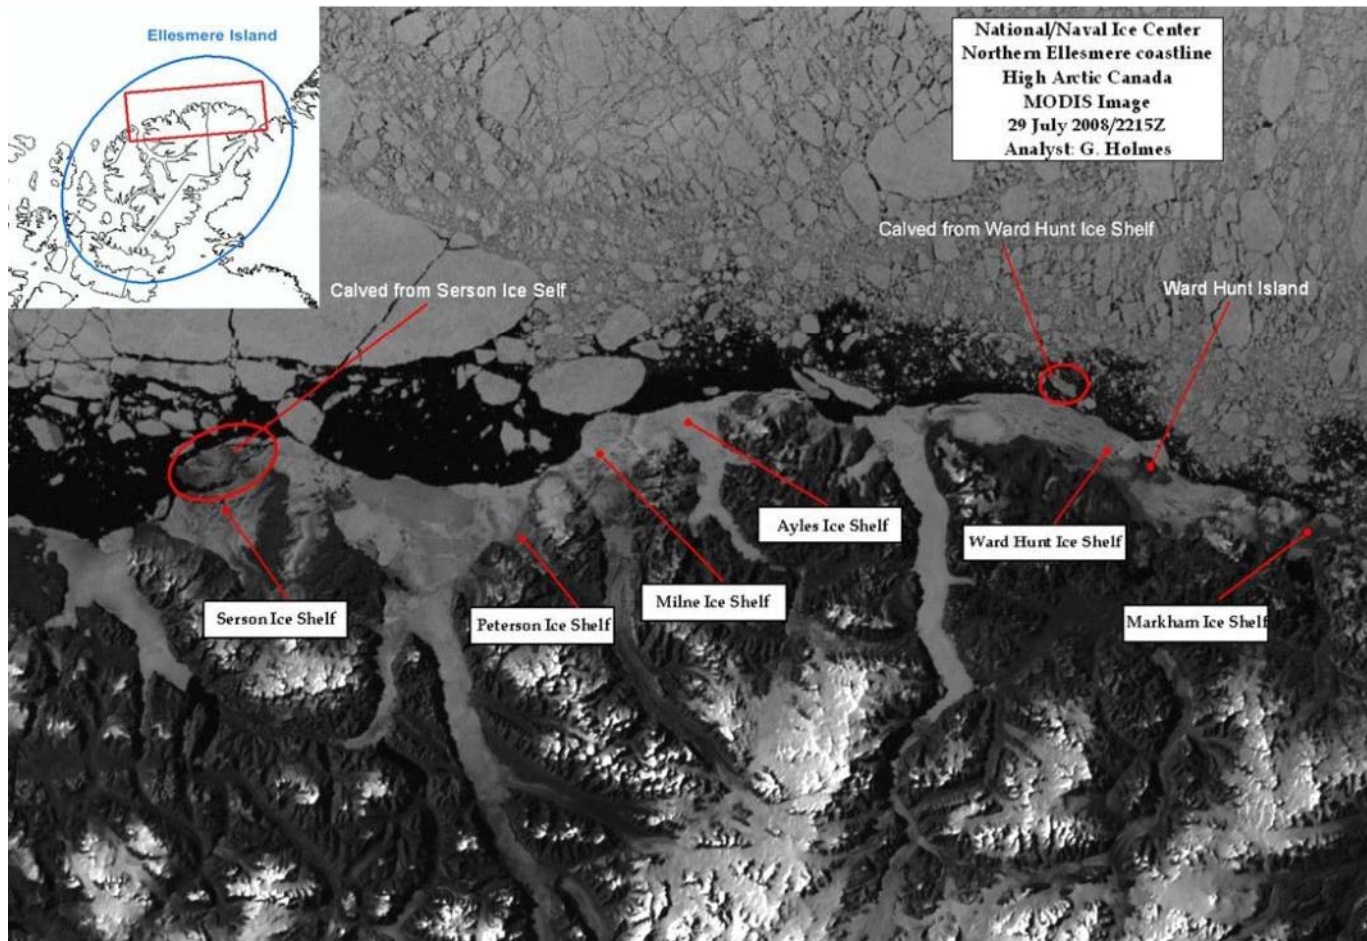 Ellesmere Island
National/Naval Ice Center
Northern Ellesmere coastline
High Arctic Canada
MODIS Image
29 July 2008/2215Z
Analyst: G. Holmes
Calved from Ward Hunt Ice Shelf
Calved from Serson Ice Self
Ward Hunt Island
Ayles Ice Shelf
Ward Hunt Ice Shelf
Milne Ice Shelf
Serson Ice Shelf
Peterson Ice Shelf
Markham Ice Shelf